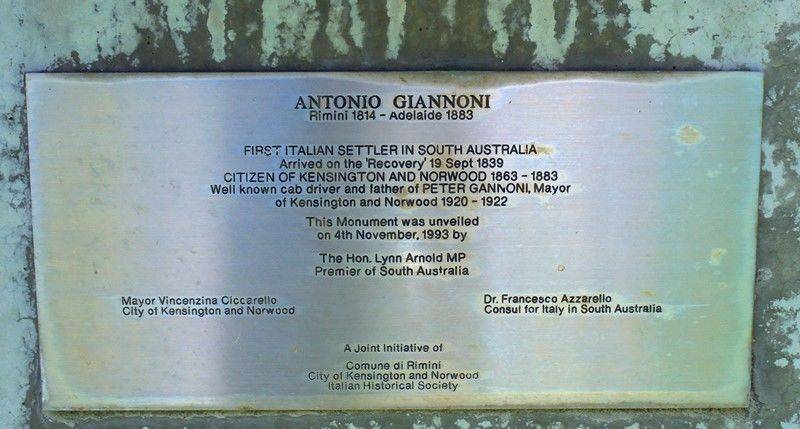 ANTONIO GIANNONI
Rimini 1814 - Adelaide 1883
FIRST ITALIAN SETTLER IN SOUTH AUSTRALIA
Arrived on the 'Recovery' 19 Sept 1839
CITIZEN OF KENSINGTON AND NORWOOD 1863 - 1883
Well known cab driver and father of PETER GANNONI, Mayor
of Kensington and Norwood 1920 - 1922
This Monument was unveiled
on 4th November, 1993 by
The Hon. Lynn Arnold MP
Premier of South Australia
Mayor Vincenzina Ciccarello
City of Kensington and Norwood
Dr. Francesco Azzarello
Consul for Italy in South Australia
A Joint Initiative of
Comune di Rimini
City of Kensington and Norwood
Italian Historical Society